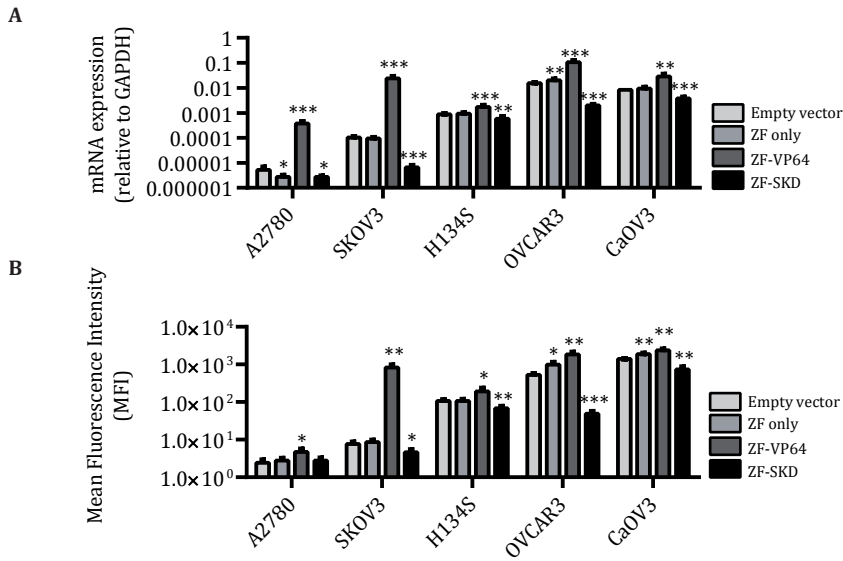 A
mRNA expression
(relative to GAPDH)
1
0.1
0.01
0.001
0.0001
0.00001
0.000001
***
*
*
***
***
***
**
**
***
***
**
***
Empty vector
ZF only
ZF-VP64
ZF-SKD
A2780
SKOV3
H134S
OVCAR3
CaOV3
B
Mean Fluorescence Intensity
(MFI)
1.0×10⁴
1.0×10³
1.0×10²
1.0×10¹
1.0×10⁰
*
**
*
*
**
*
**
***
**
**
**
Empty vector
ZF only
ZF-VP64
ZF-SKD
A2780
SKOV3
H134S
OVCAR3
CaOV3